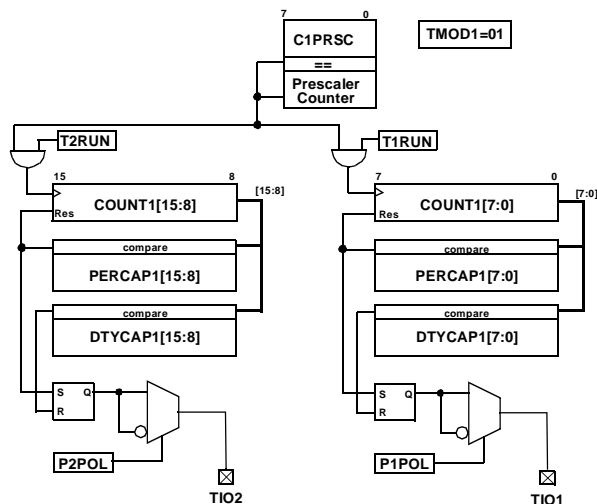 7 0
C1PRSC
==
Prescaler
Counter
TMOD1=01
T2RUN
T1RUN
15 8
[15:8]
COUNT1[15:8]
Res
compare
PERCAP1[15:8]
compare
DTYCAP1[15:8]
S Q
R
P2POL
TIO2
7 0
[7:0]
COUNT1[7:0]
Res
compare
PERCAP1[7:0]
compare
DTYCAP1[7:0]
S Q
R
P1POL
TIO1